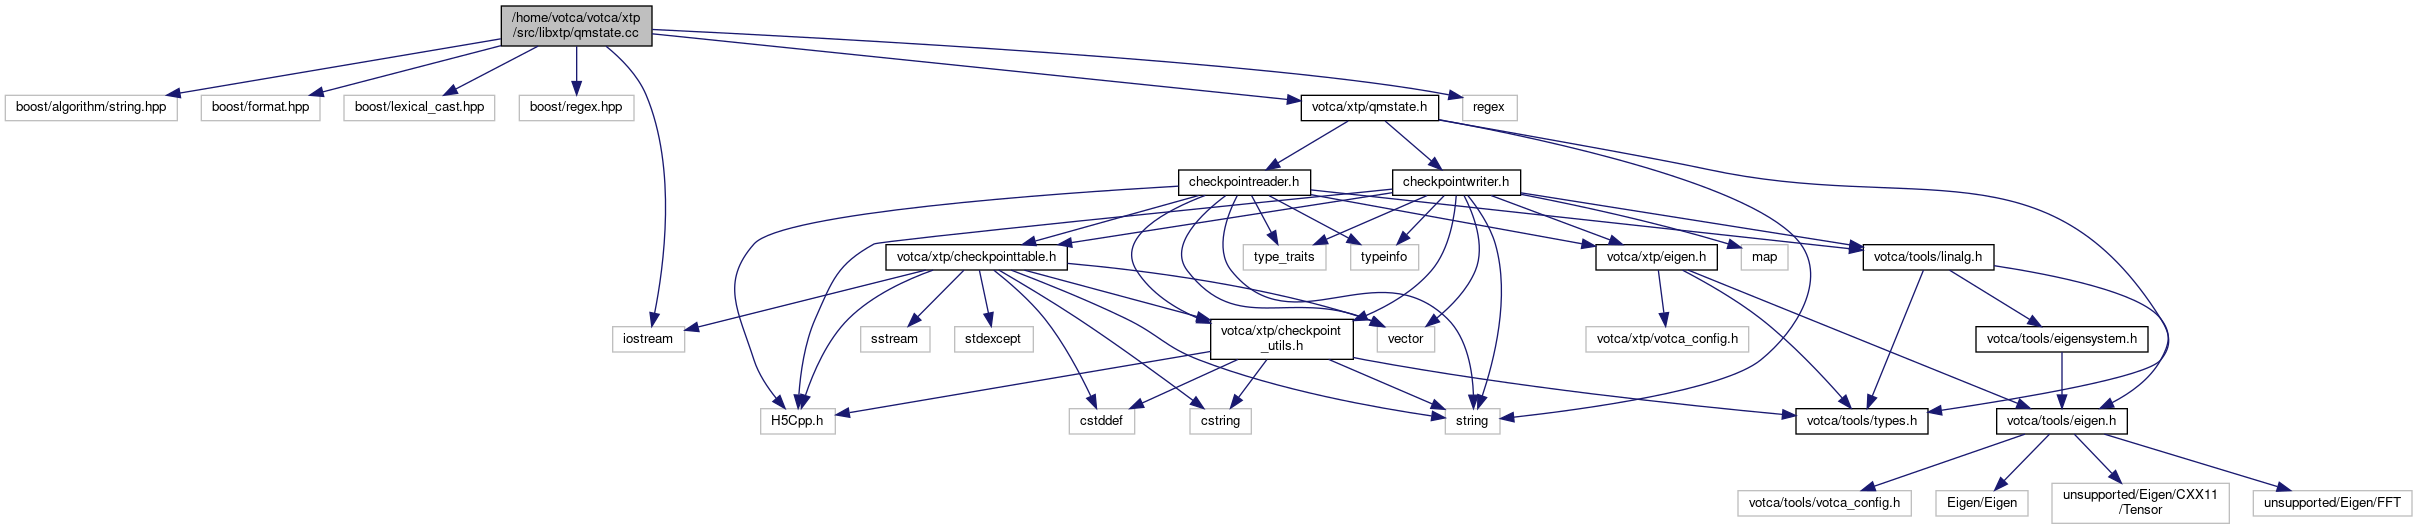 /home/votca/votca/xtp
/src/libxtp/qmstate.cc
boost/algorithm/string.hpp
boost/format.hpp
boost/lexical_cast.hpp
boost/regex.hpp
votca/xtp/qmstate.h
regex
checkpointreader.h
checkpointwriter.h
votca/xtp/checkpointtable.h
type_traits
typeinfo
votca/xtp/eigen.h
map
votca/tools/linalg.h
iostream
sstream
stdexcept
votca/xtp/checkpoint
_utils.h
vector
votca/xtp/votca_config.h
votca/tools/eigensystem.h
H5Cpp.h
cstddef
cstring
string
votca/tools/types.h
votca/tools/eigen.h
votca/tools/votca_config.h
Eigen/Eigen
unsupported/Eigen/CXX11
/Tensor
unsupported/Eigen/FFT